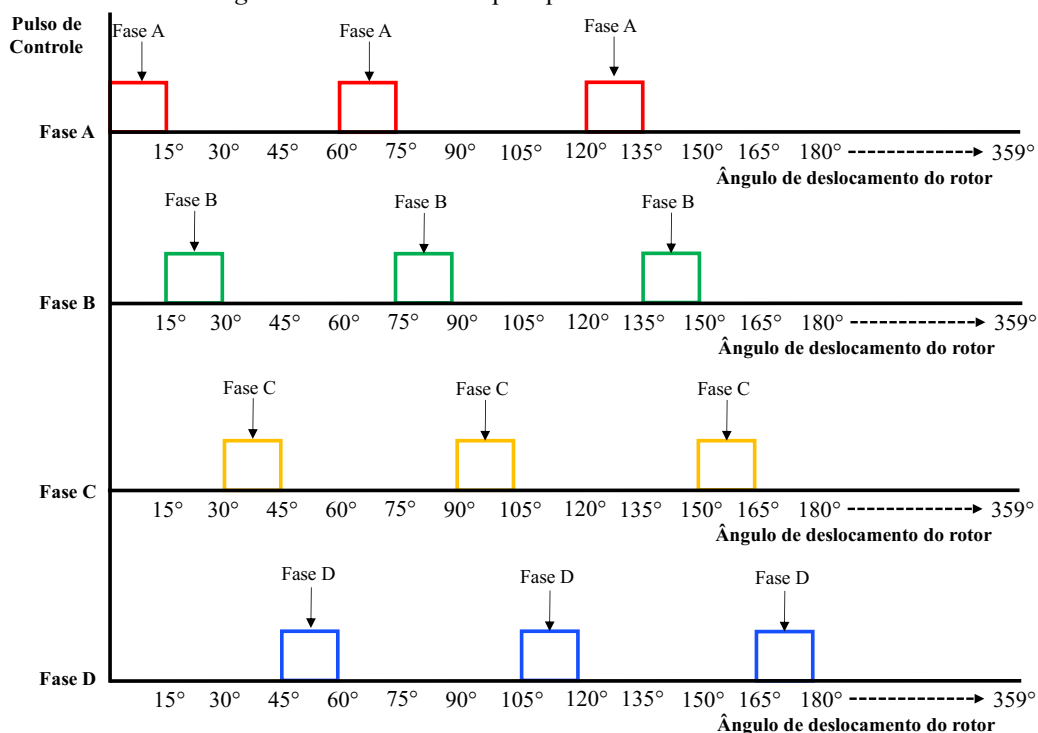 Pulso de
Controle
Fase A Fase A Fase A
Fase A
15° 30° 45° 60° 75° 90° 105° 120° 135° 150° 165° 180° 359°
Ângulo de deslocamento do rotor
Fase B Fase B Fase B
Fase B
15° 30° 45° 60° 75° 90° 105° 120° 135° 150° 165° 180° 359°
Ângulo de deslocamento do rotor
Fase C Fase C Fase C
Fase C
15° 30° 45° 60° 75° 90° 105° 120° 135° 150° 165° 180° 359°
Ângulo de deslocamento do rotor
Fase D Fase D Fase D
Fase D
15° 30° 45° 60° 75° 90° 105° 120° 135° 150° 165° 180° 359°
Ângulo de deslocamento do rotor